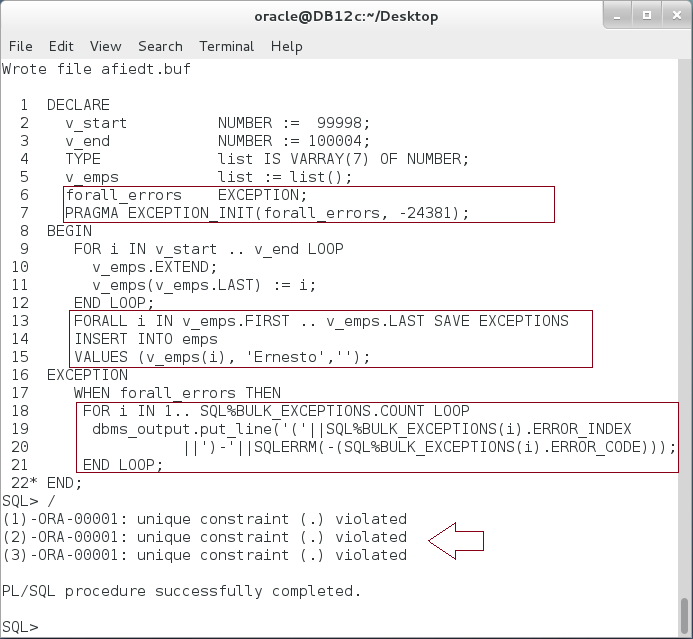 oracle@DB12c:~/Desktop
File Edit View Search Terminal Help
Wrote file afiedt.buf
1 DECLARE
2 v_start NUMBER := 99998;
3 v_end NUMBER := 100004;
4 TYPE list IS VARRAY(7) OF NUMBER;
5 v_emps list := list();
6 forall_errors EXCEPTION;
7 PRAGMA EXCEPTION_INIT(forall_errors, -24381);
8 BEGIN
9 FOR i IN v_start .. v_end LOOP
10 v_emps.EXTEND;
11 v_emps(v_emps.LAST) := i;
12 END LOOP;
13 FORALL i IN v_emps.FIRST .. v_emps.LAST SAVE EXCEPTIONS
14 INSERT INTO emps
15 VALUES (v_emps(i), 'Ernesto','');
16 EXCEPTION
17 WHEN forall_errors THEN
18 FOR i IN 1.. SQL%BULK_EXCEPTIONS.COUNT LOOP
19 dbms_output.put_line('('||SQL%BULK_EXCEPTIONS(i).ERROR_INDEX
20 ||')-'||SQLERRM(-(SQL%BULK_EXCEPTIONS(i).ERROR_CODE)));
21 END LOOP;
22* END;
SQL> /
(1)-ORA-00001: unique constraint (.) violated
(2)-ORA-00001: unique constraint (.) violated
(3)-ORA-00001: unique constraint (.) violated
PL/SQL procedure successfully completed.
SQL>